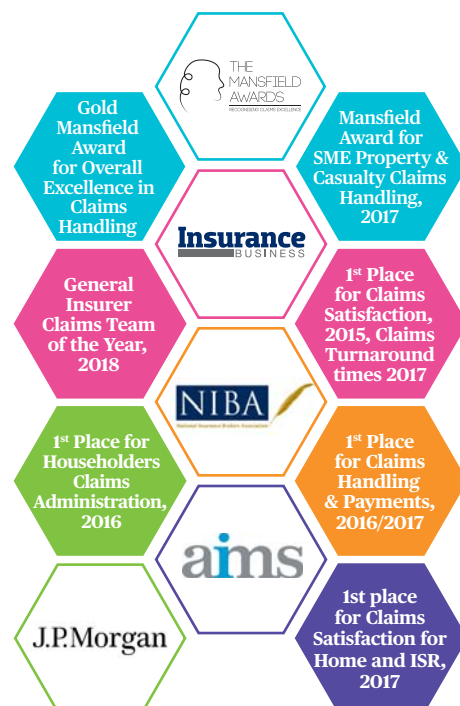 THE
MANSFIELD
AWARDS
RECOGNISING CLAIMS EXCELLENCE
Gold
Mansfield
Award
for Overall
Excellence in
Claims
Handling
Mansfield
Award for
SME Property &
Casualty Claims
Handling,
2017
Insurance
BUSINESS
General
Insurer
Claims Team
of the Year,
2018
1st Place
for Claims
Satisfaction,
2015, Claims
Turnaround
times 2017
NIBA
National Insurance Brokers Association
1st Place for
Householders
Claims
Administration,
2016
1st Place
for Claims
Handling
& Payments,
2016/2017
aims
J.P.Morgan
1st place
for Claims
Satisfaction for
Home and ISR,
2017